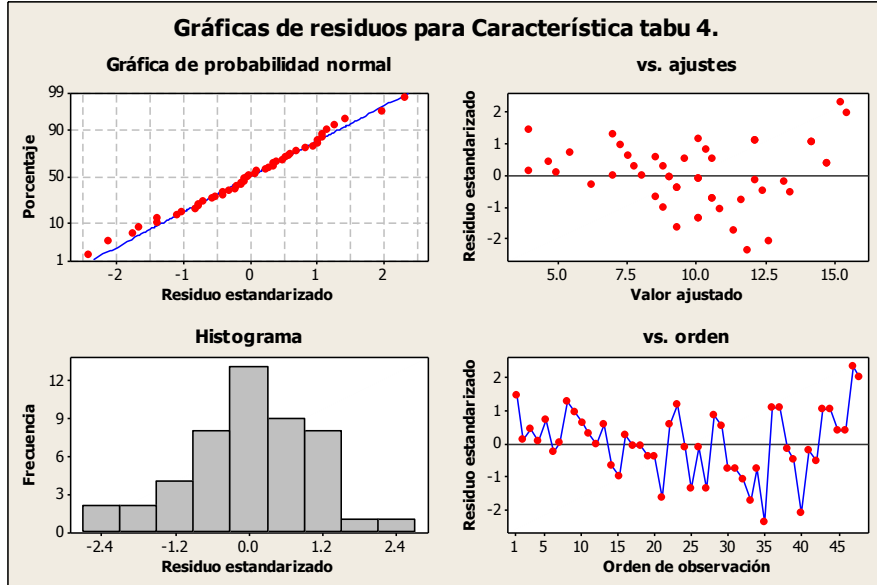 Gráficas de residuos para Característica tabu 4.
Gráfica de probabilidad normal
Porcentaje
99
90
50
10
1
-2 -1 0 1 2
Residuo estandarizado
vs. ajustes
Residuo estandarizado
2
1
0
-1
-2
5.0 7.5 10.0 12.5 15.0
Valor ajustado
Histograma
Frecuencia
12
9
6
3
0
-2.4 -1.2 0.0 1.2 2.4
Residuo estandarizado
vs. orden
Residuo estandarizado
2
1
0
-1
-2
1 5 10 15 20 25 30 35 40 45
Orden de observación